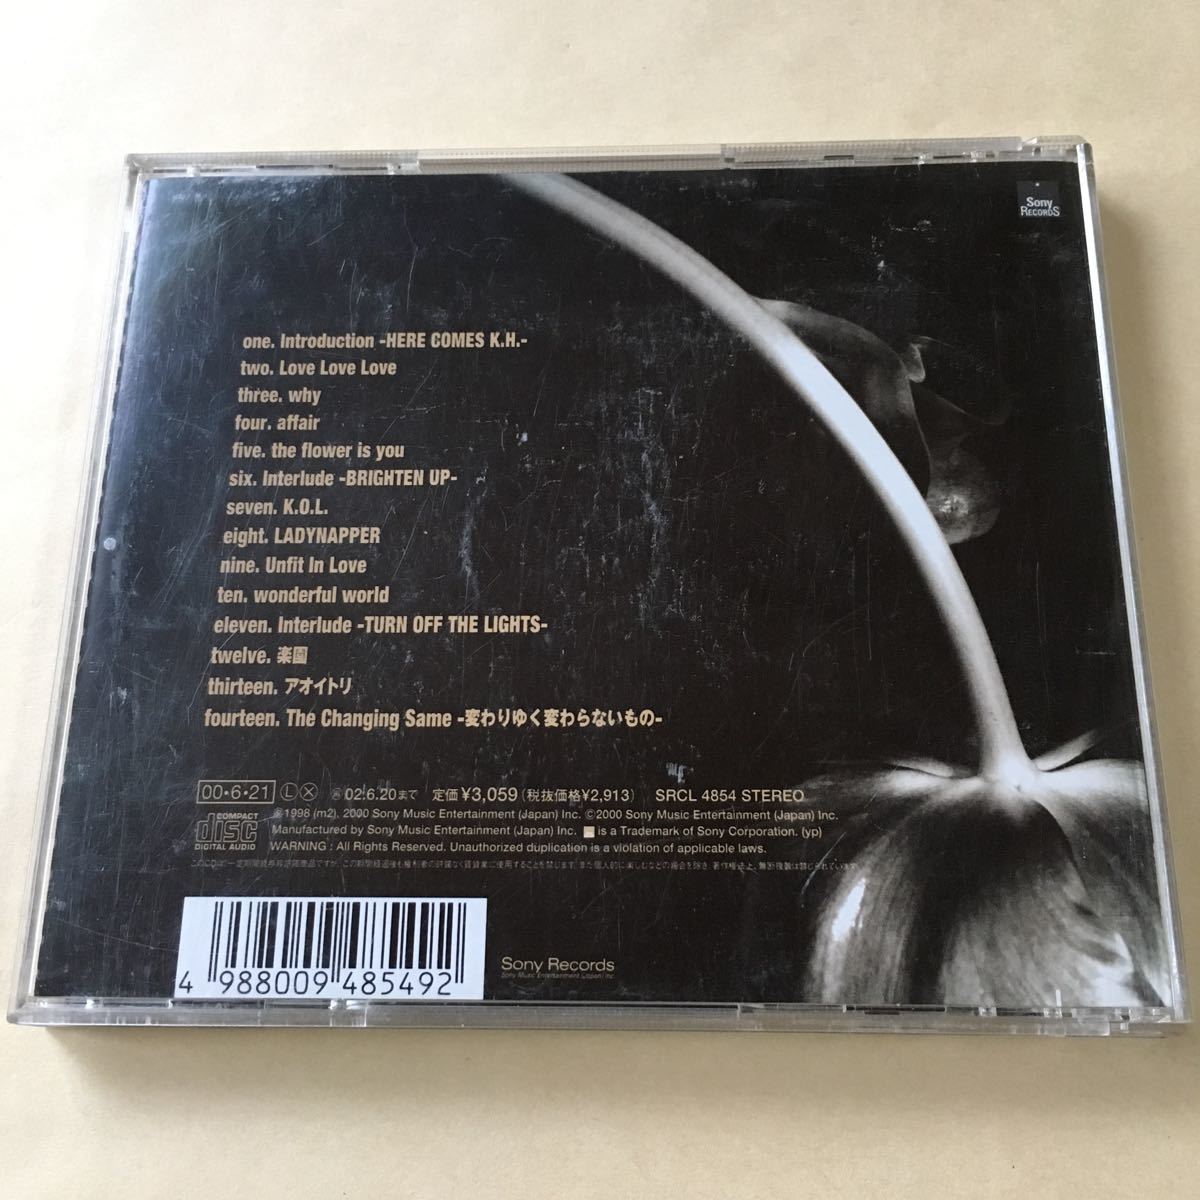 Sony
RECORDS
one. Introduction -HERE COMES K.H.-
two. Love Love Love
three. why
four. affair
five. the flower is you
six. Interlude -BRIGHTEN UP-
seven. K.O.L.
eight. LADYNAPPER
nine. Unfit In Love
ten. wonderful world
eleven. Interlude -TURN OFF THE LIGHTS-
twelve. 楽園
thirteen. アオイトリ
fourteen. The Changing Same -変わりゆく変わらないもの-
00・6・21 Ⓛ Ⓧ 02.6.20まで 定価¥3,059 (税抜価格¥2,913) SRCL 4854 STEREO
COMPACT disc DIGITAL AUDIO
℗1998 (m2), 2000 Sony Music Entertainment (Japan) Inc. ©2000 Sony Music Entertainment (Japan) Inc.
Manufactured by Sony Music Entertainment (Japan) Inc. is a Trademark of Sony Corporation. (yp)
WARNING : All Rights Reserved. Unauthorized duplication is a violation of applicable laws.
4 988009 485492
Sony Records
Sony Music Entertainment (Japan) Inc.